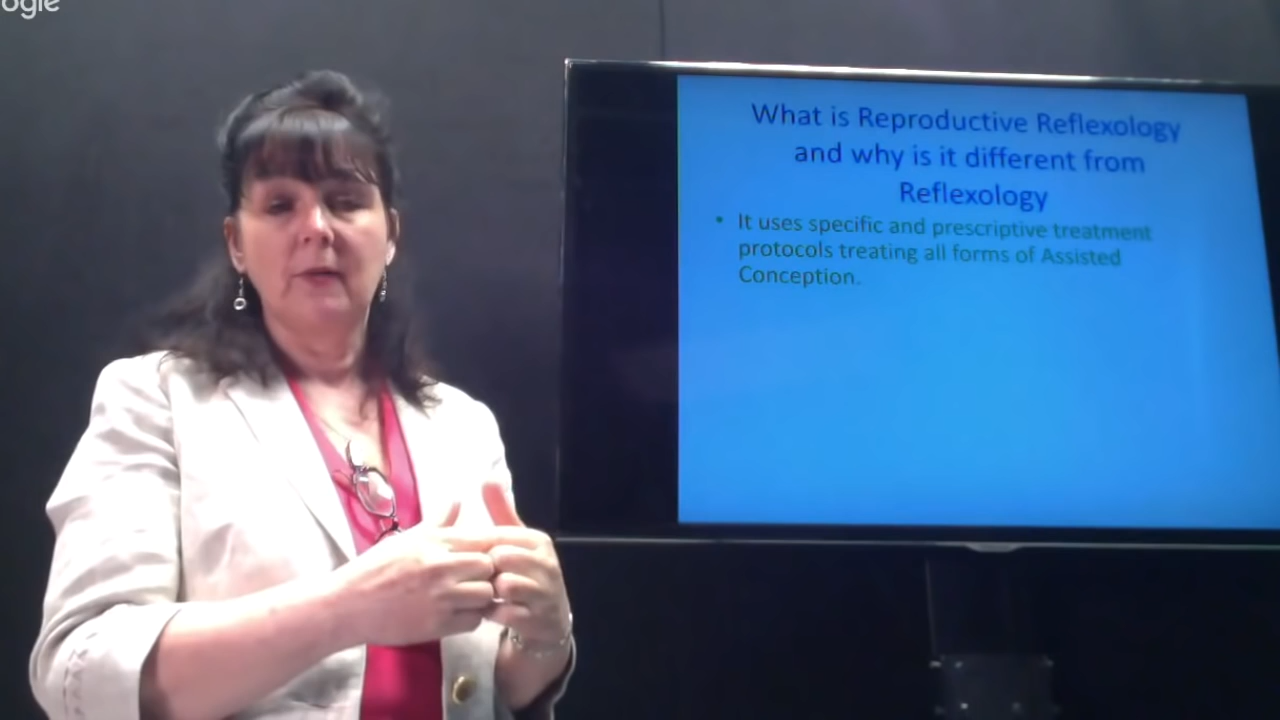 ogle
What is Reproductive Reflexology
and why is it different from
Reflexology
• It uses specific and prescriptive treatment
protocols treating all forms of Assisted
Conception.